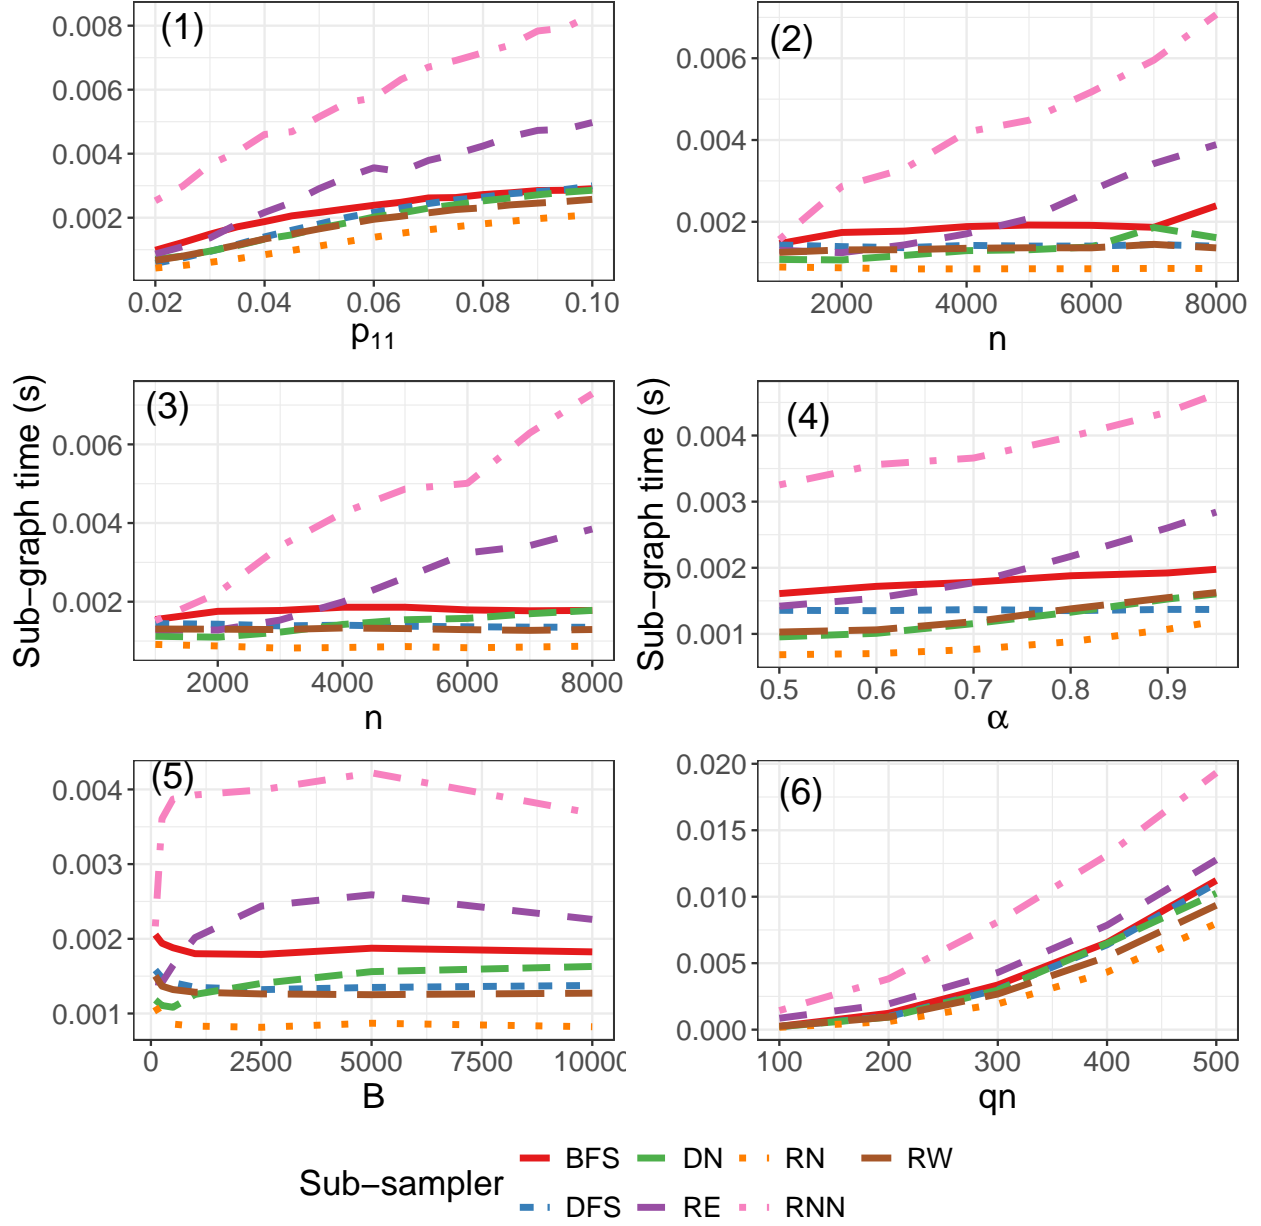 (1)
0.008
0.006
0.004
0.002
0.02 0.04 0.06 0.08 0.10
p₁₁
(2)
0.006
0.004
0.002
2000 4000 6000 8000
n
Sub−graph time (s)
(3)
0.006
0.004
0.002
2000 4000 6000 8000
n
Sub−graph time (s)
(4)
0.004
0.003
0.002
0.001
0.5 0.6 0.7 0.8 0.9
α
(5)
0.004
0.003
0.002
0.001
0 2500 5000 7500 10000
B
(6)
0.020
0.015
0.010
0.005
0.000
100 200 300 400 500
qn
Sub−sampler
BFS DN RN RW
DFS RE RNN